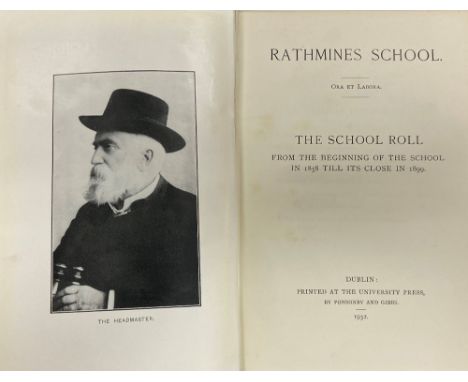 THE HEADMASTER.
RATHMINES SCHOOL.
ORA ET LABORA.
THE SCHOOL ROLL
FROM THE BEGINNING OF THE SCHOOL
IN 1858 TILL ITS CLOSE IN 1899.
DUBLIN:
PRINTED AT THE UNIVERSITY PRESS,
BY PONSONBY AND GIBBS.
1932.